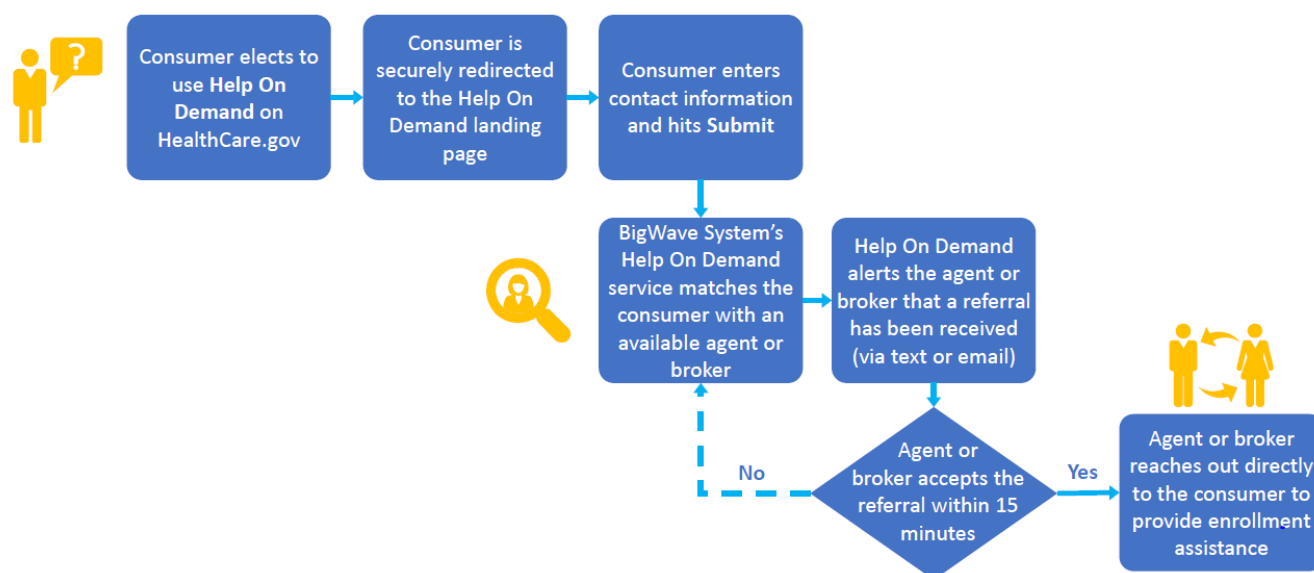 ?
Consumer elects to
use Help On
Demand on
HealthCare.gov
Consumer is
securely redirected
to the Help On
Demand landing
page
Consumer enters
contact information
and hits Submit
BigWave System’s
Help On Demand
service matches the
consumer with an
available agent or
broker
Help On Demand
alerts the agent or
broker that a referral
has been received
(via text or email)
Agent or
broker accepts the
referral within 15
minutes
No
Yes
Agent or broker
reaches out directly
to the consumer to
provide enrollment
assistance